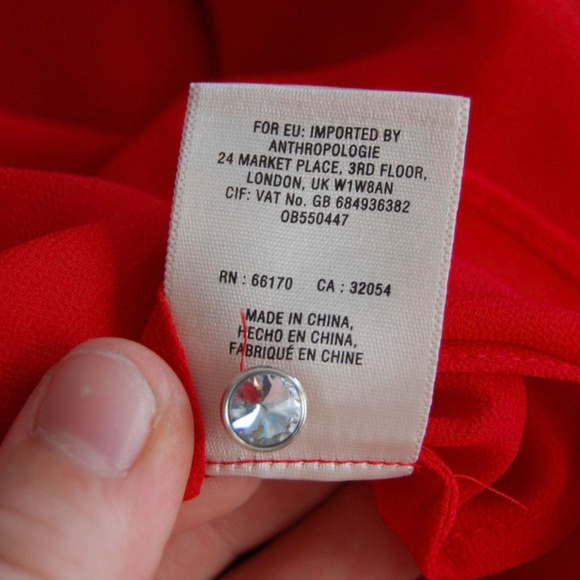 FOR EU: IMPORTED BY
ANTHROPOLOGIE
24 MARKET PLACE, 3RD FLOOR,
LONDON, UK W1W8AN
CIF: VAT No. GB 684936382
OB550447
RN : 66170 CA : 32054
MADE IN CHINA,
HECHO EN CHINA,
FABRIQUÉ EN CHINE